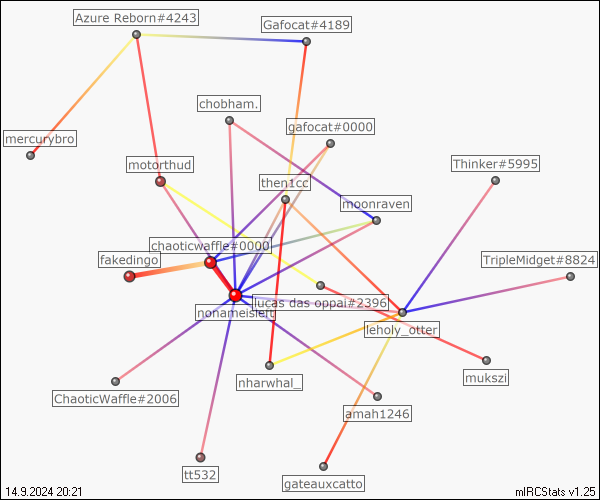 Azure Reborn#4243
Gafocat#4189
chobham.
gafocat#0000
mercurybro
motorthud
then1cc
Thinker#5995
moonraven
chaoticwaffle#0000
fakedingo
TripleMidget#8824
lucas das oppai#2396
nonameisleft
leholy_otter
mukszi
nharwhal_
ChaoticWaffle#2006
amah1246
tt532
gateauxcatto
14.9.2024 20:21
mIRCStats v1.25